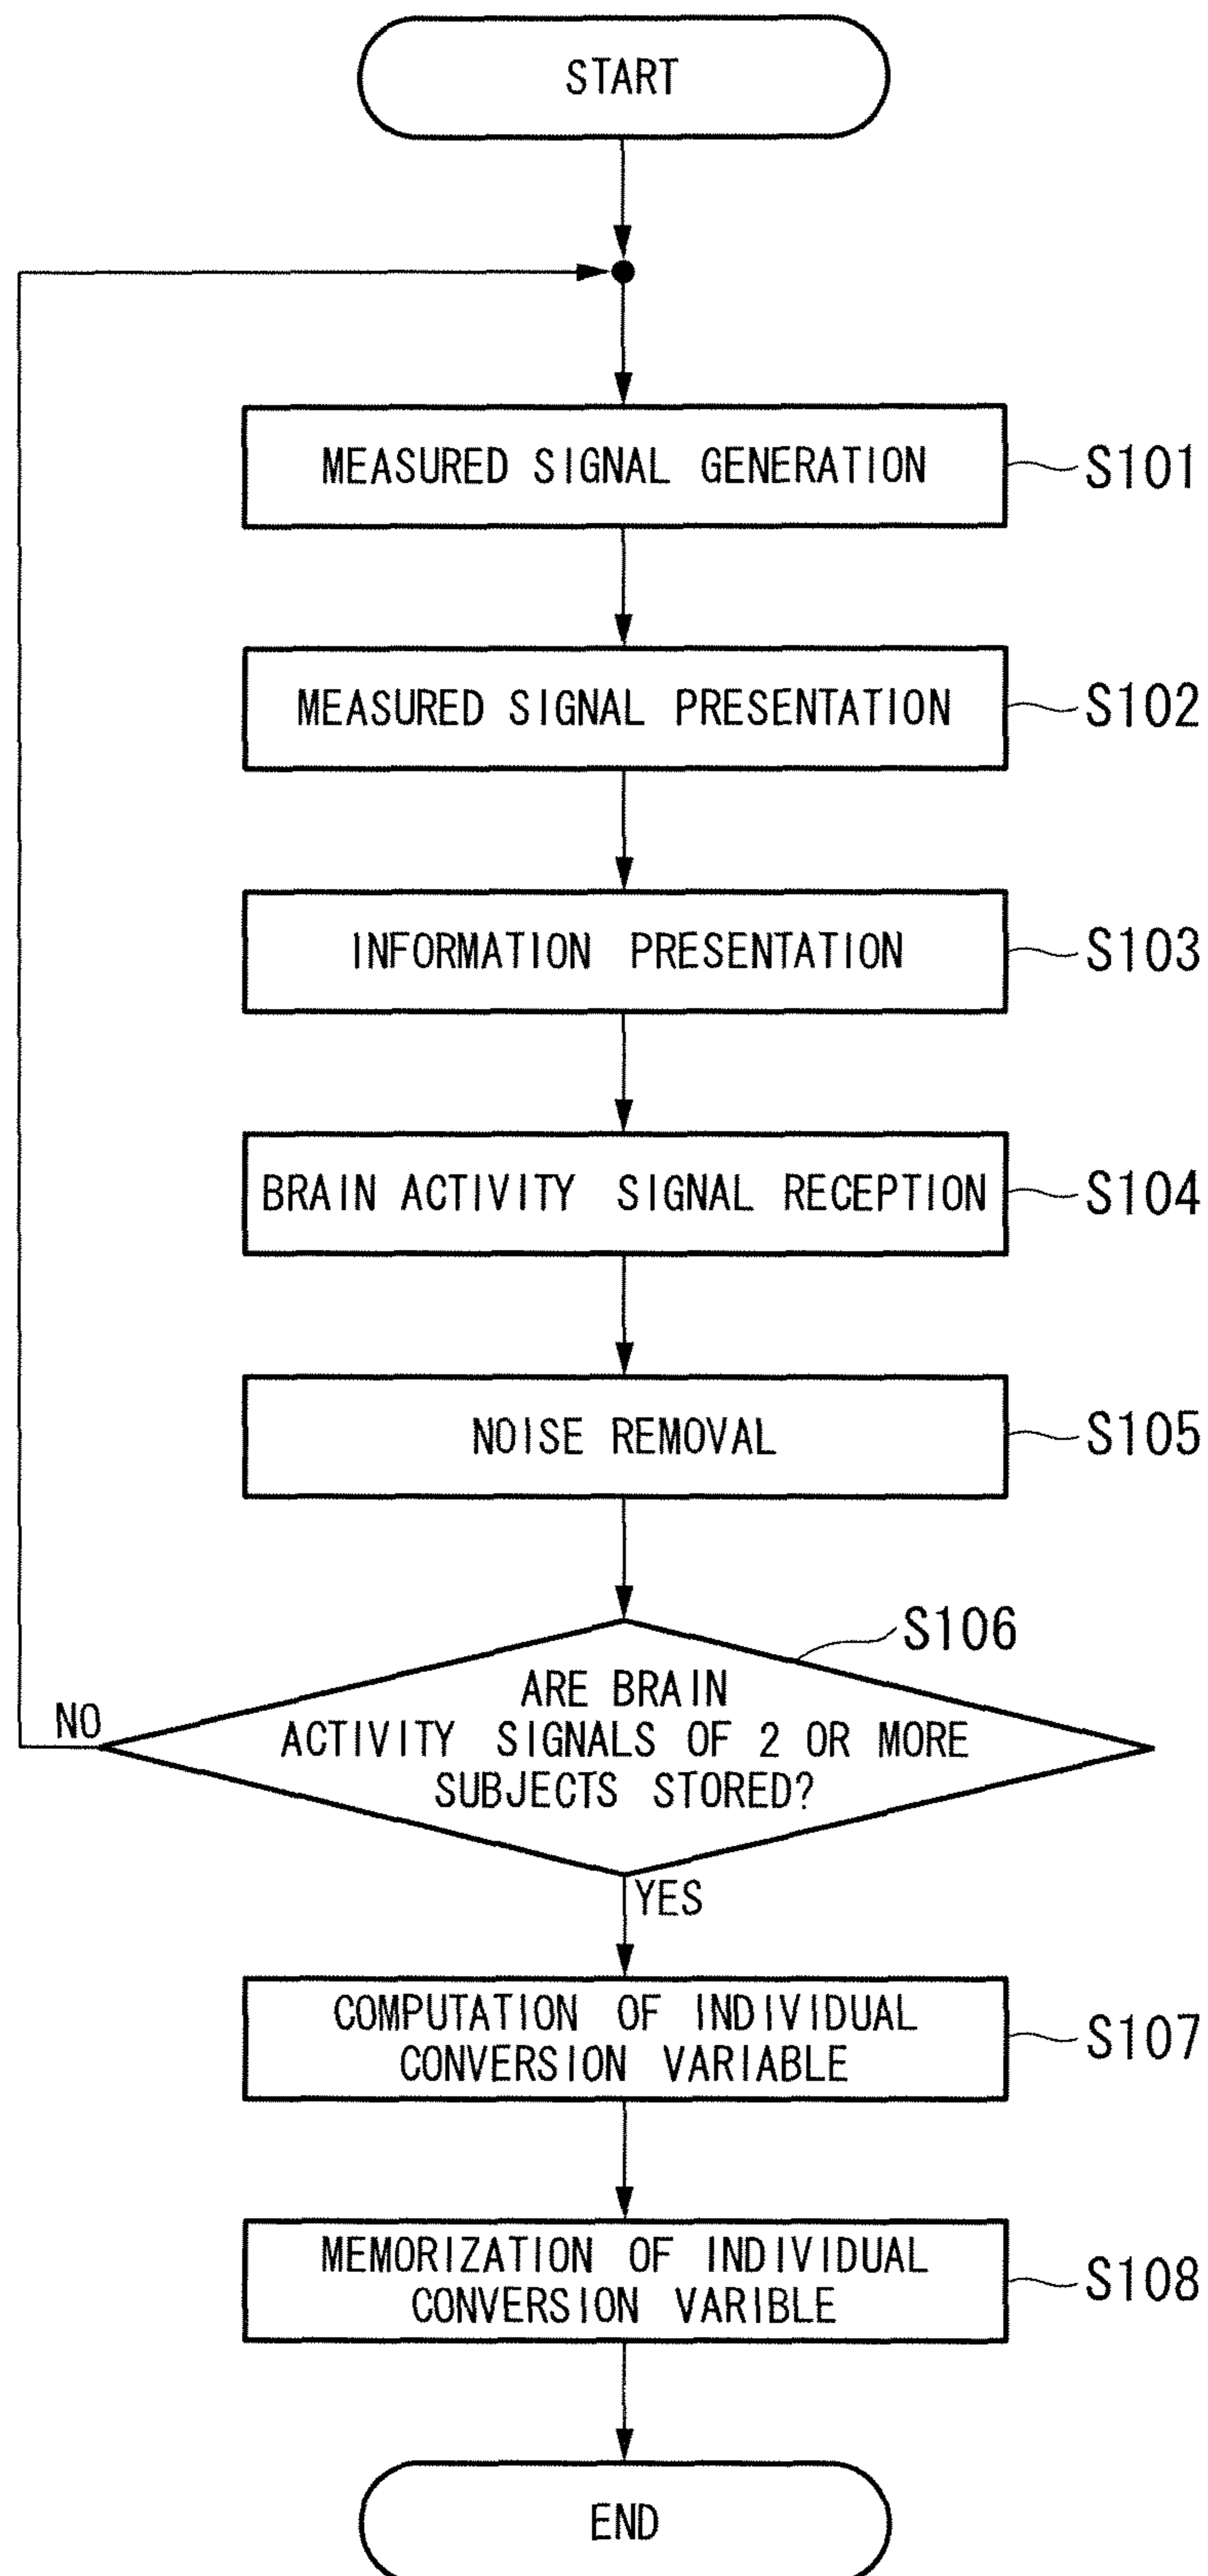 START
MEASURED SIGNAL GENERATION
S101
MEASURED SIGNAL PRESENTATION
S102
INFORMATION PRESENTATION
S103
BRAIN ACTIVITY SIGNAL RECEPTION
S104
NOISE REMOVAL
S105
S106
ARE BRAIN
ACTIVITY SIGNALS OF 2 OR MORE
SUBJECTS STORED?
NO
YES
COMPUTATION OF INDIVIDUAL
CONVERSION VARIABLE
S107
MEMORIZATION OF INDIVIDUAL
CONVERSION VARIBLE
S108
END